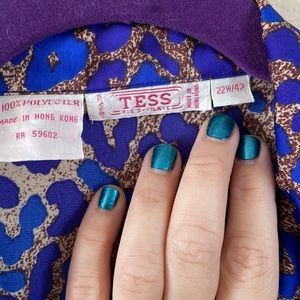 100% POLYESTER
MADE IN HONG KONG
RN 59602
TESS
22W/42